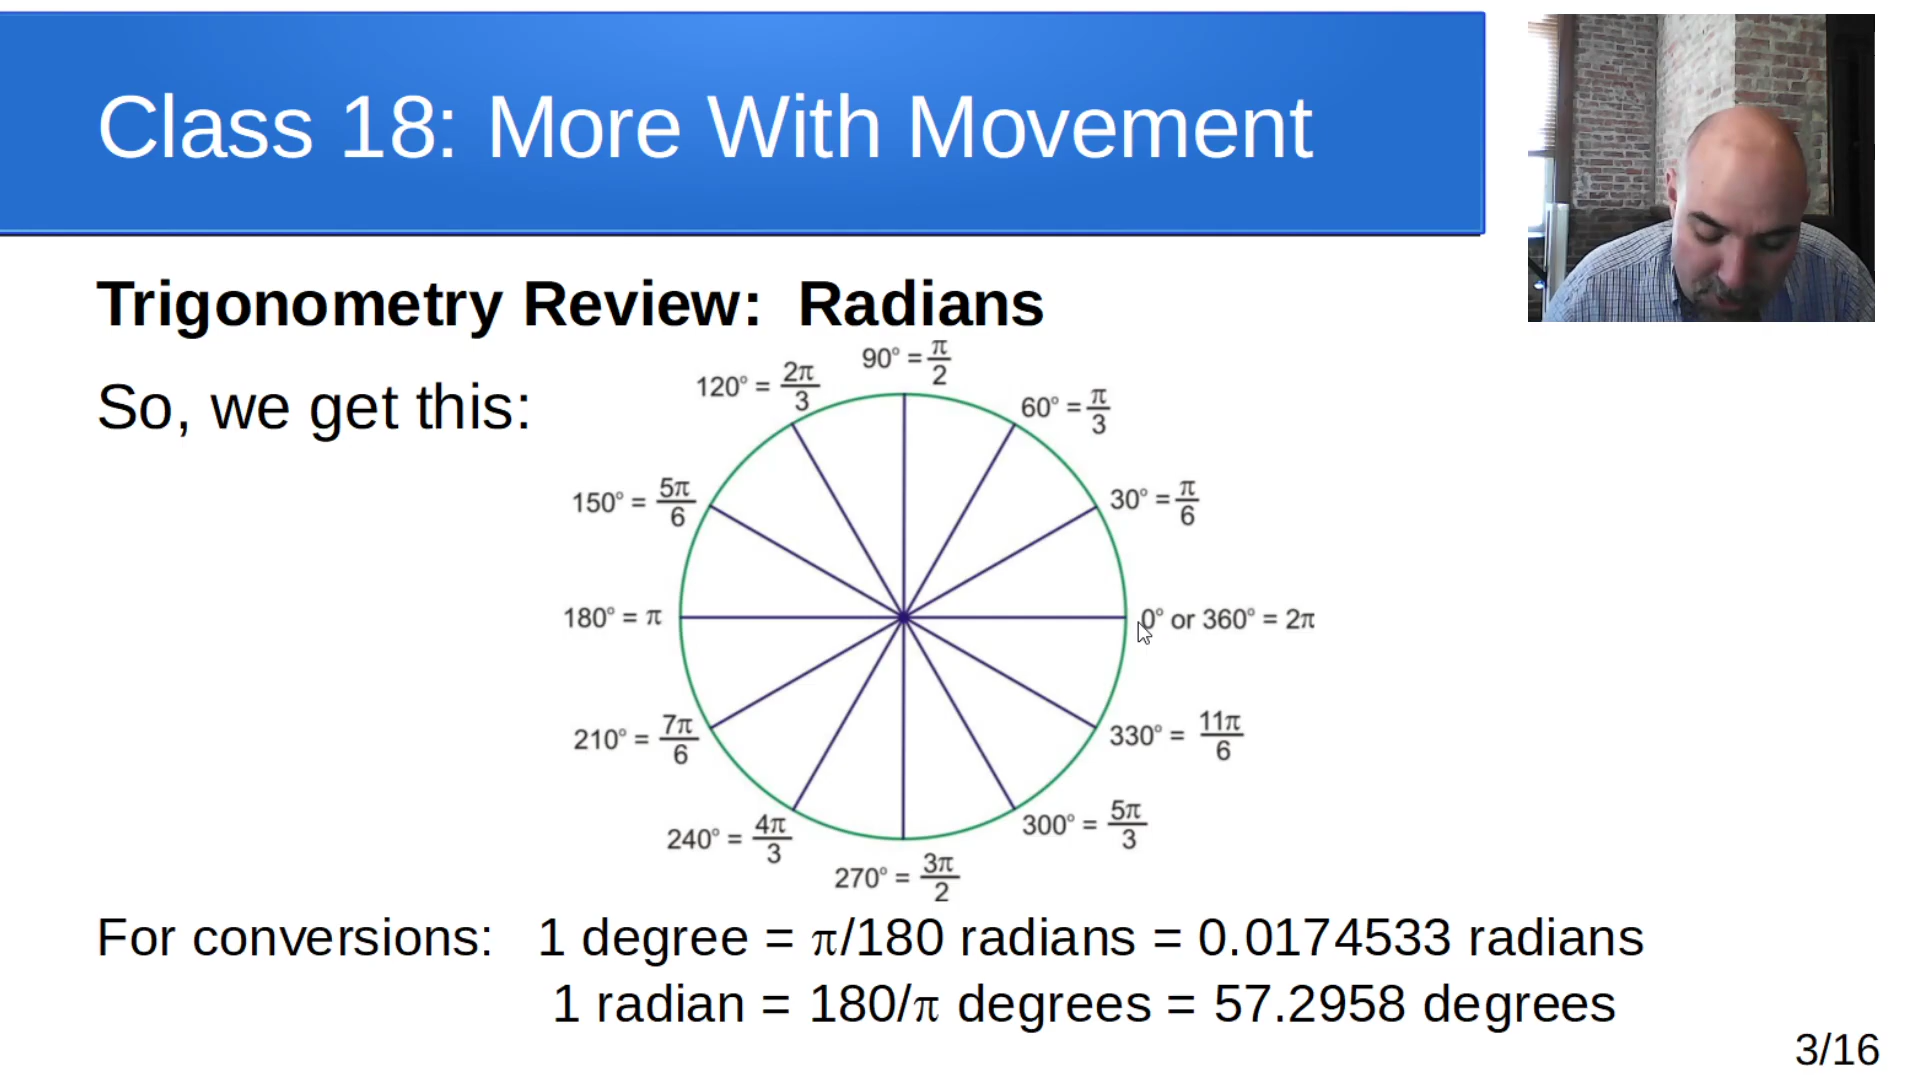 Class 18: More With Movement
Trigonometry Review:  Radians
So, we get this:
90° = π/2
120° = 2π/3
60° = π/3
150° = 5π/6
30° = π/6
180° = π
0° or 360° = 2π
210° = 7π/6
330° = 11π/6
240° = 4π/3
300° = 5π/3
270° = 3π/2
For conversions:   1 degree = π/180 radians = 0.0174533 radians
1 radian = 180/π degrees = 57.2958 degrees
3/16